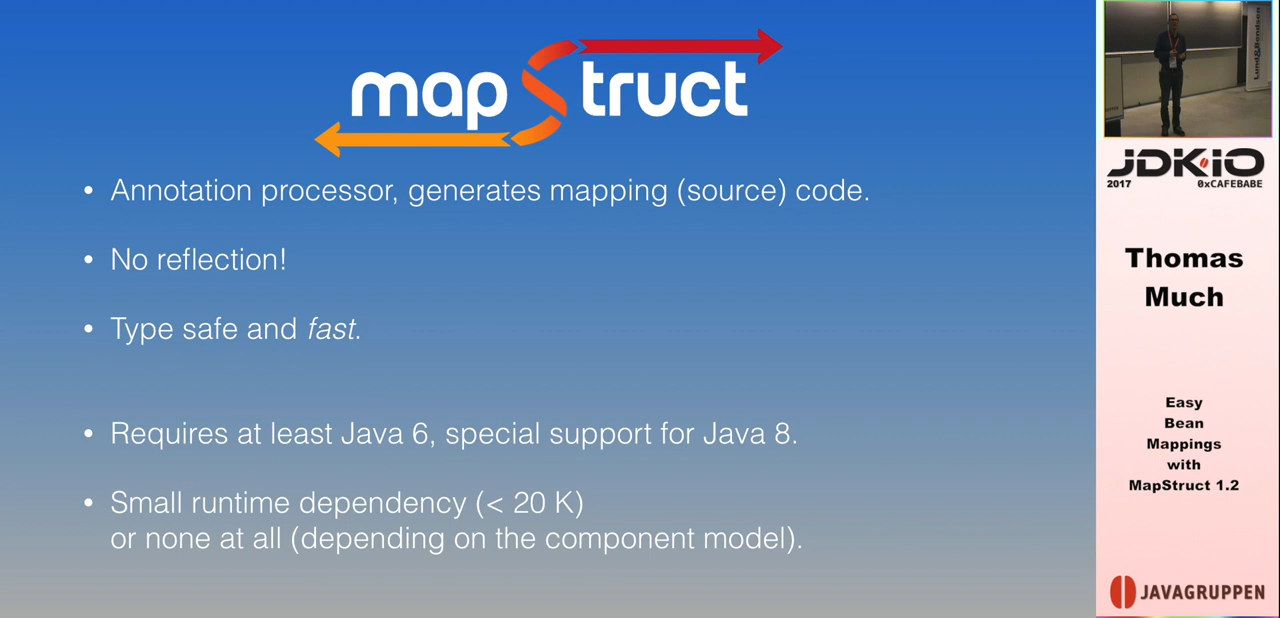 mapStruct
• Annotation processor, generates mapping (source) code.
• No reflection!
• Type safe and fast.
• Requires at least Java 6, special support for Java 8.
• Small runtime dependency (< 20 K)
or none at all (depending on the component model).
Lund&Bendsen
JDK·IO
2017 0xCAFEBABE
Thomas
Much
Easy
Bean
Mappings
with
MapStruct 1.2
JAVAGRUPPEN